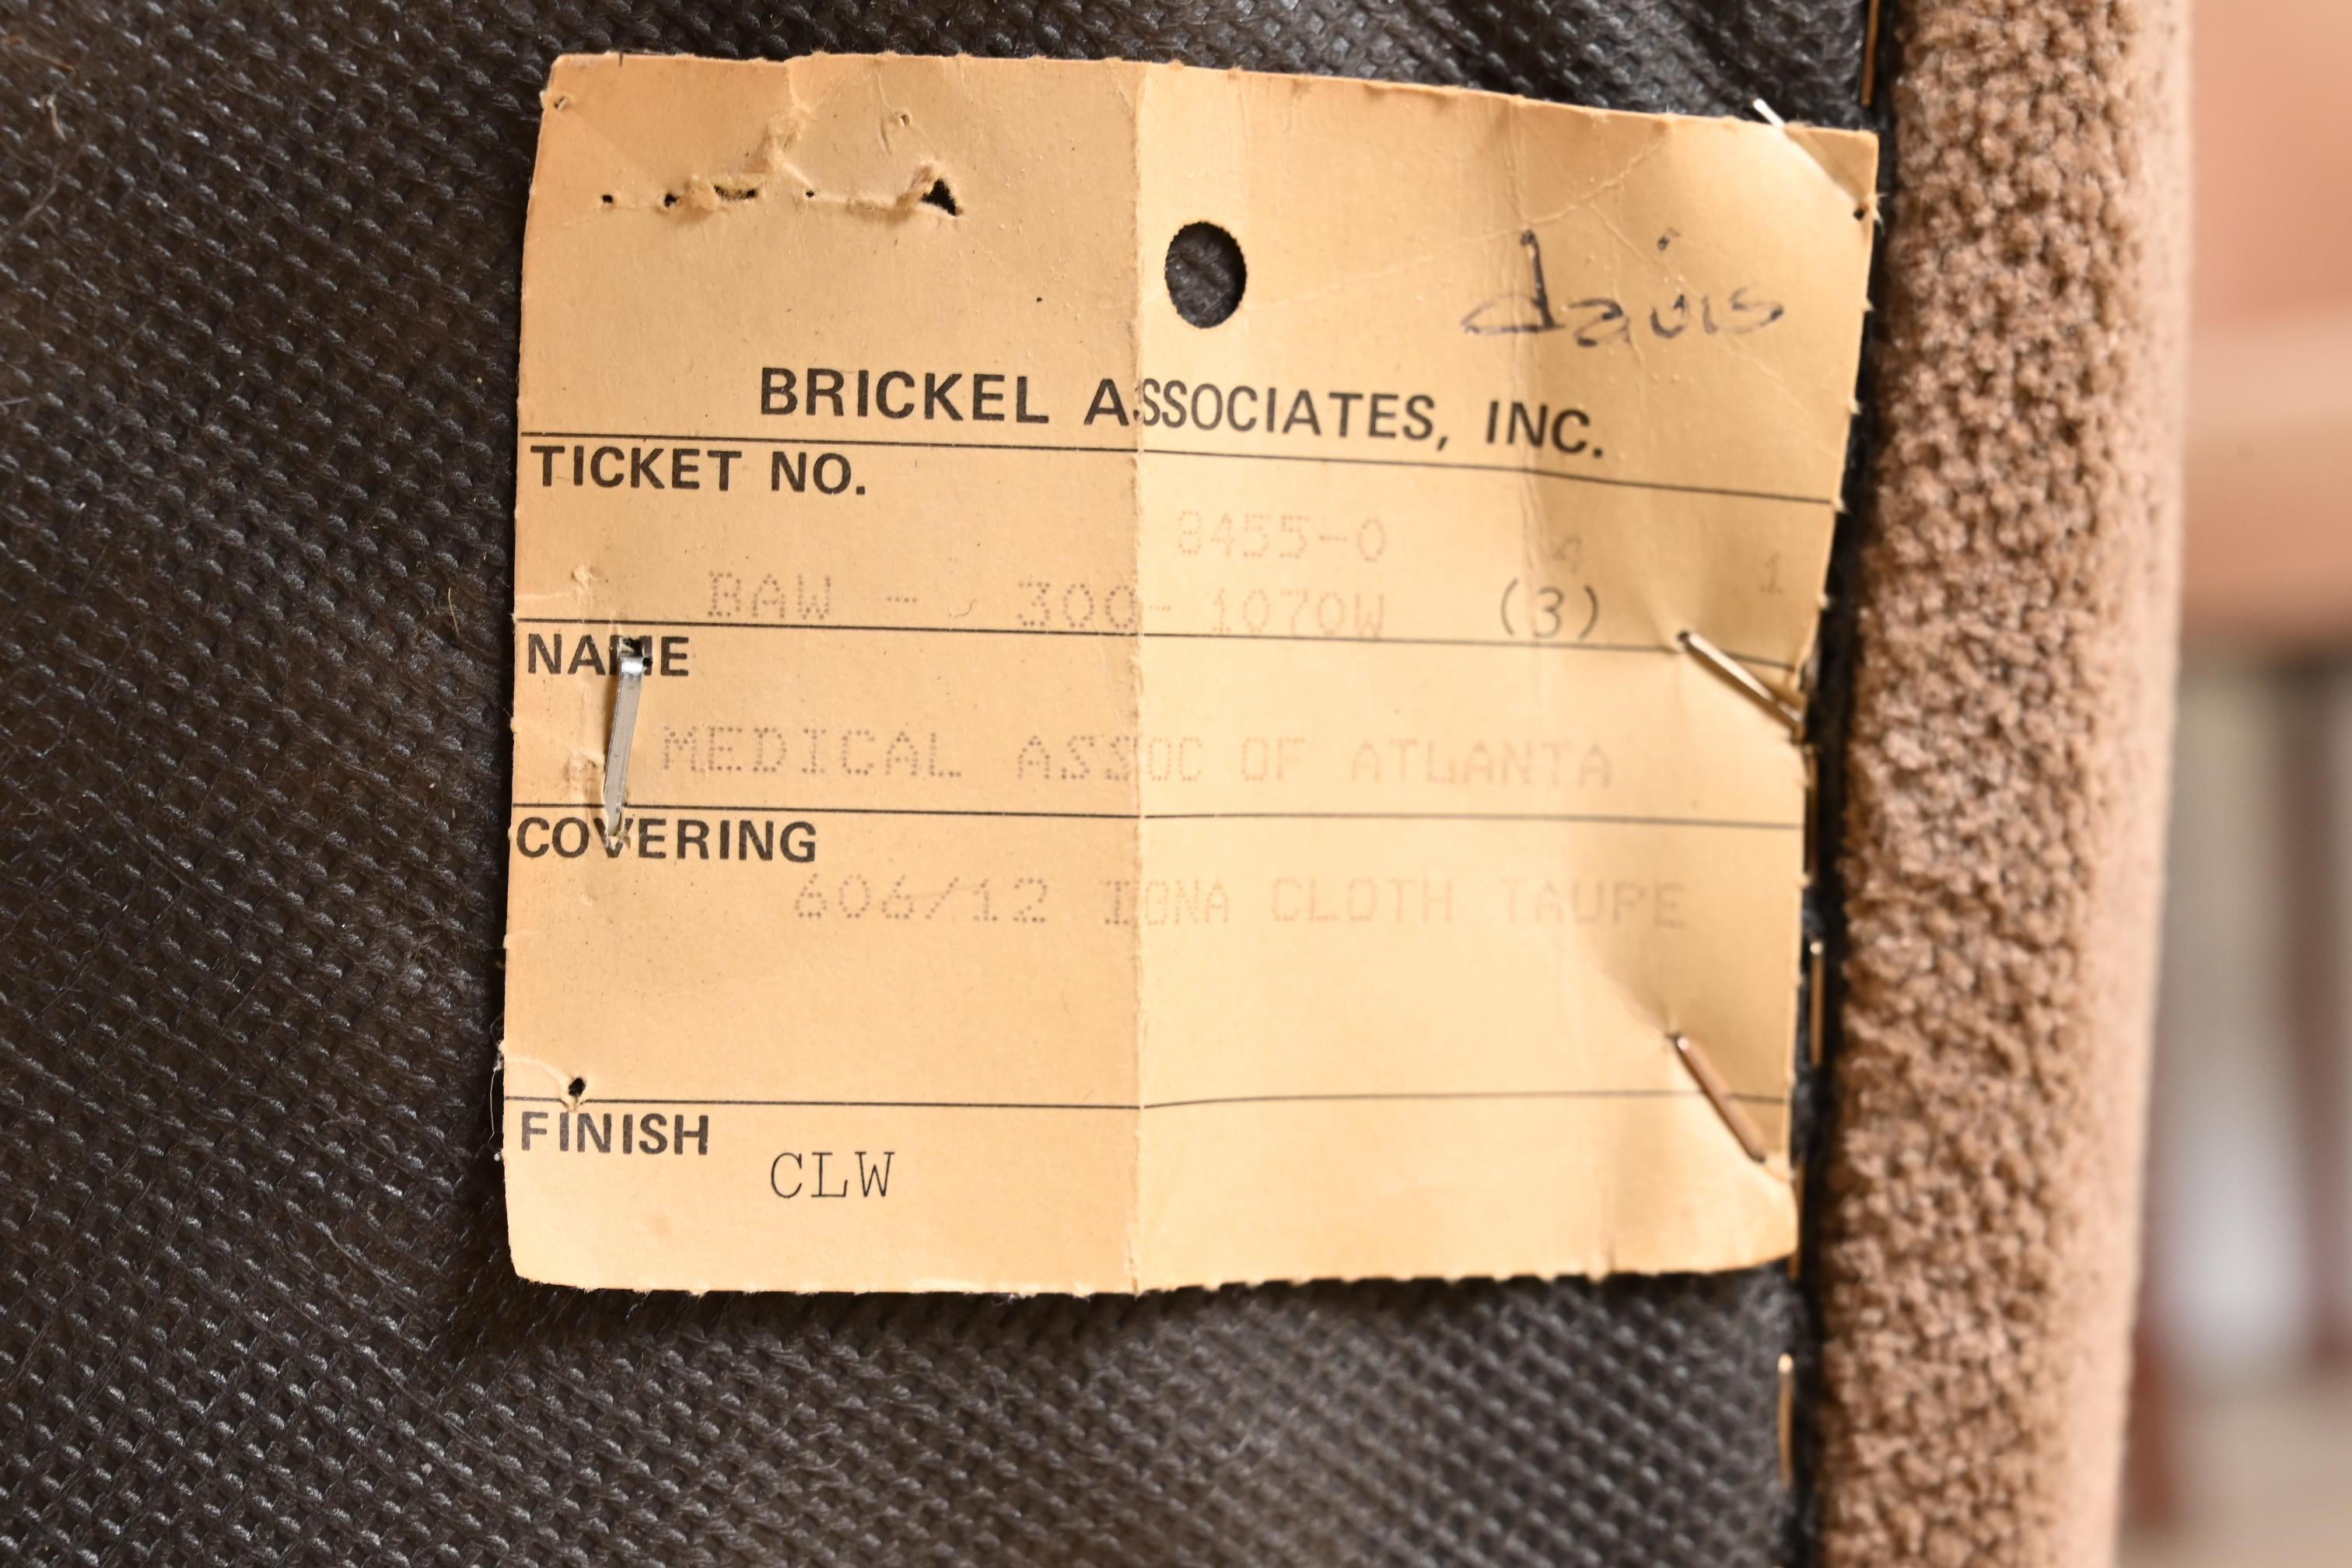 davis
BRICKEL ASSOCIATES, INC.
TICKET NO.
8455-0 4 1
BAW - 300- 1070W (3)
NAME
MEDICAL ASSOC OF ATLANTA
COVERING
606/12 IONA CLOTH TAUPE
FINISH
CLW